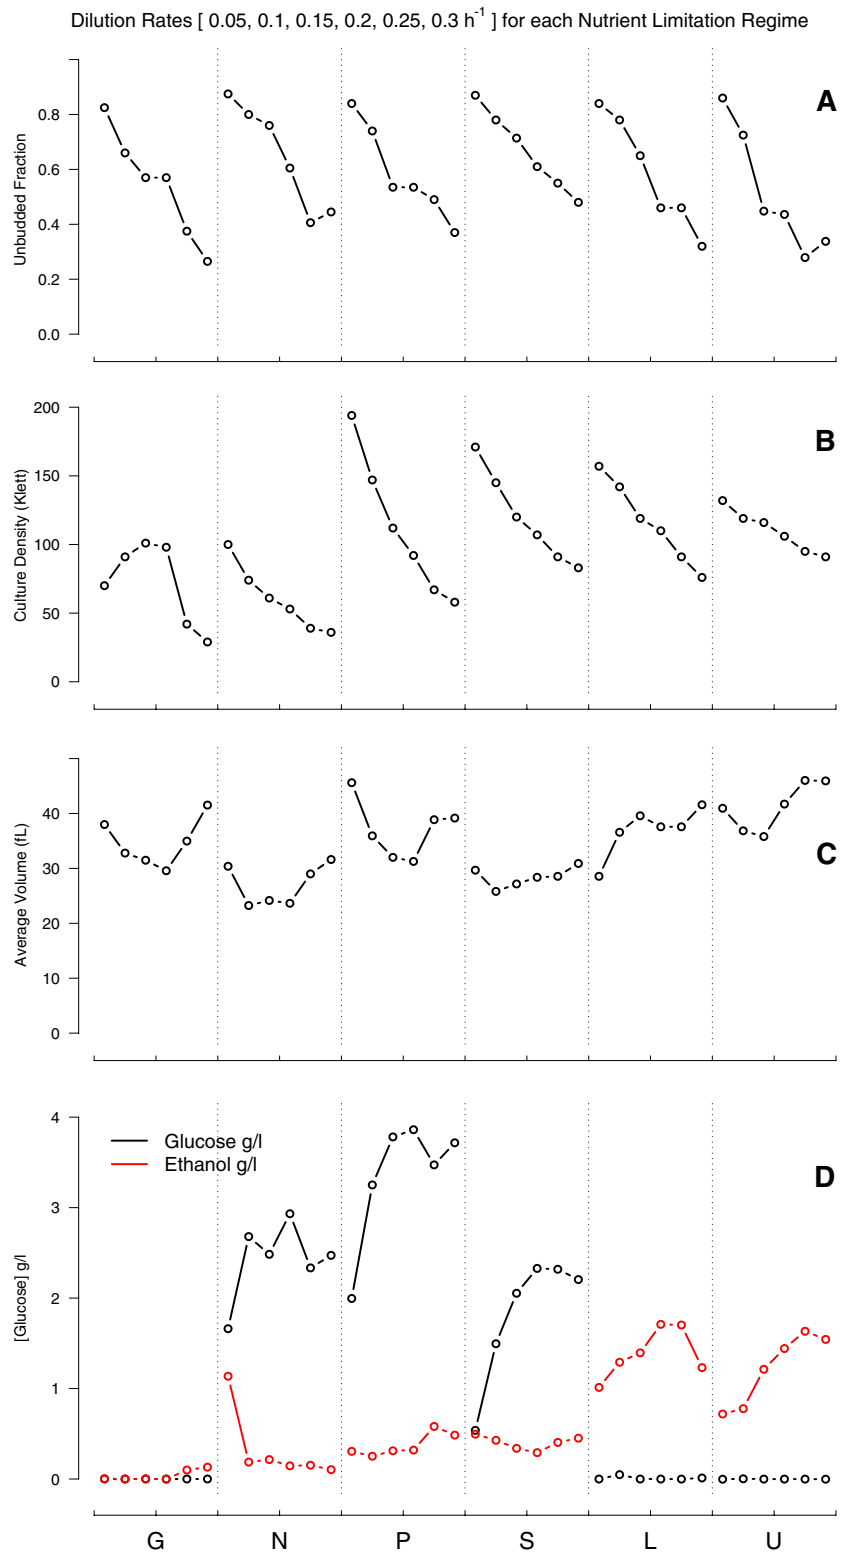 Dilution Rates [ 0.05, 0.1, 0.15, 0.2, 0.25, 0.3 h-1 ] for each Nutrient Limitation Regime
A
Unbudded Fraction
0.8
0.6
0.4
0.2
0.0
B
Culture Density (Klett)
200
150
100
50
0
C
Average Volume (fL)
40
30
20
10
0
D
[Glucose] g/l
4
3
2
1
0
Glucose g/l
Ethanol g/l
G N P S L U